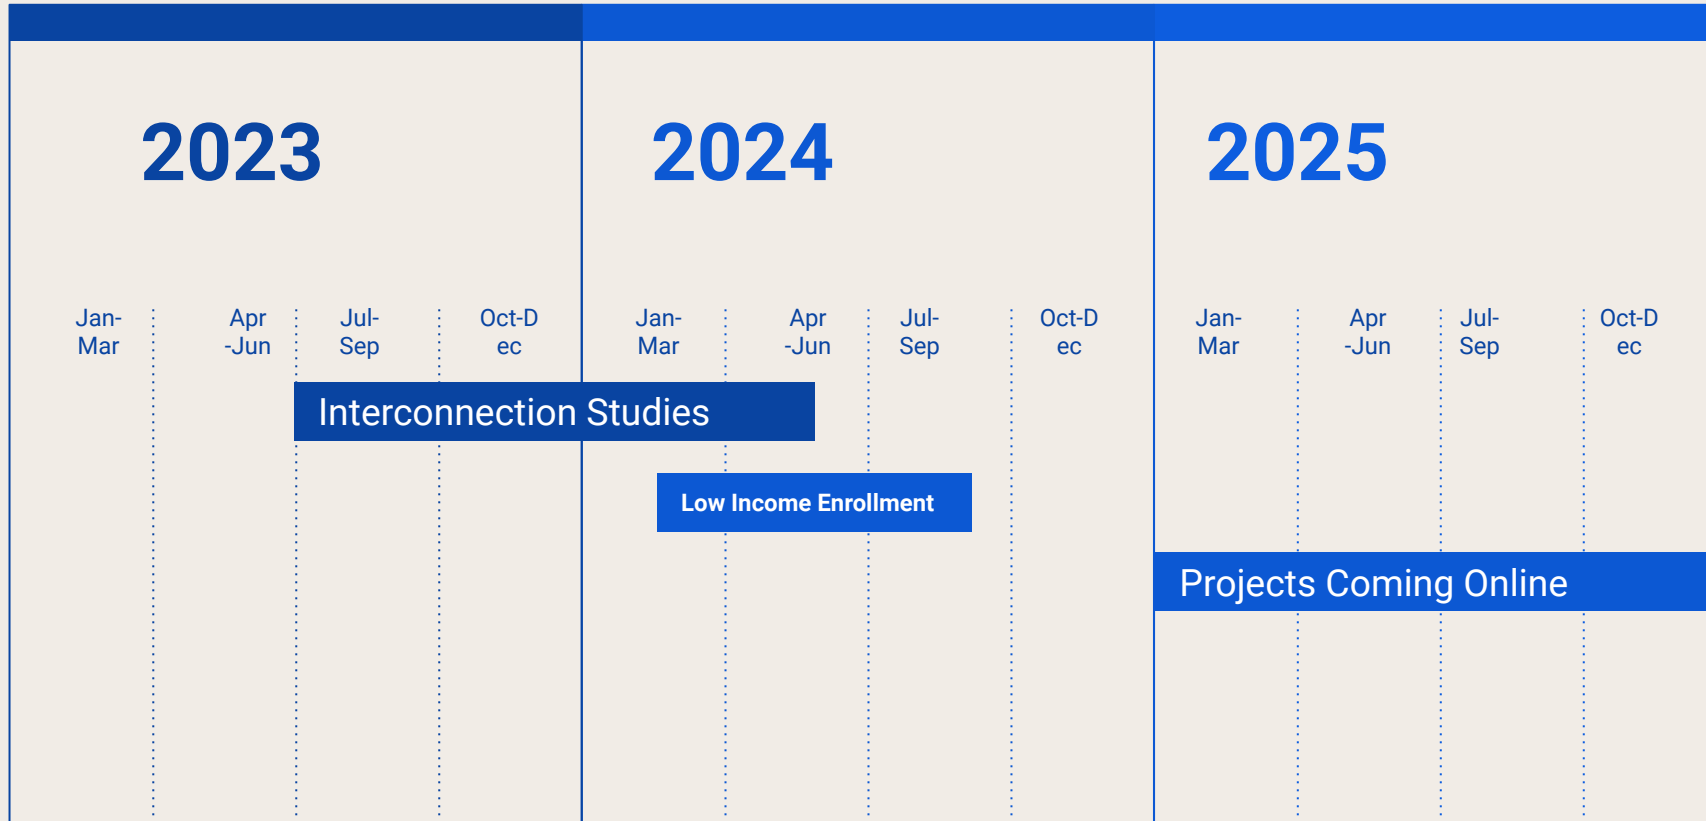 2023
2024
2025
Jan-
Mar
Apr
-Jun
Jul-
Sep
Oct-D
ec
Jan-
Mar
Apr
-Jun
Jul-
Sep
Oct-D
ec
Jan-
Mar
Apr
-Jun
Jul-
Sep
Oct-D
ec
Interconnection Studies
Low Income Enrollment
Projects Coming Online